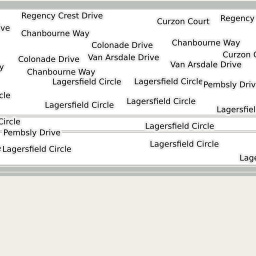 Regency Crest Drive
Curzon Court
Regency
ve
Chanbourne Way
Colonade Drive
Chanbourne Way
Curzon C
Colonade Drive
Van Arsdale Drive
Van Arsdale Drive
y
Chanbourne Way
Lagersfield Circle
Lagersfield Circle
Pembsly Driv
cle
Lagersfield Circle
Lagersfield Circle
Lagersfiel
Circle
Lagersfield Circle
Pembsly Drive
Lagersfield Circle
Lagersfield Circle
Lage